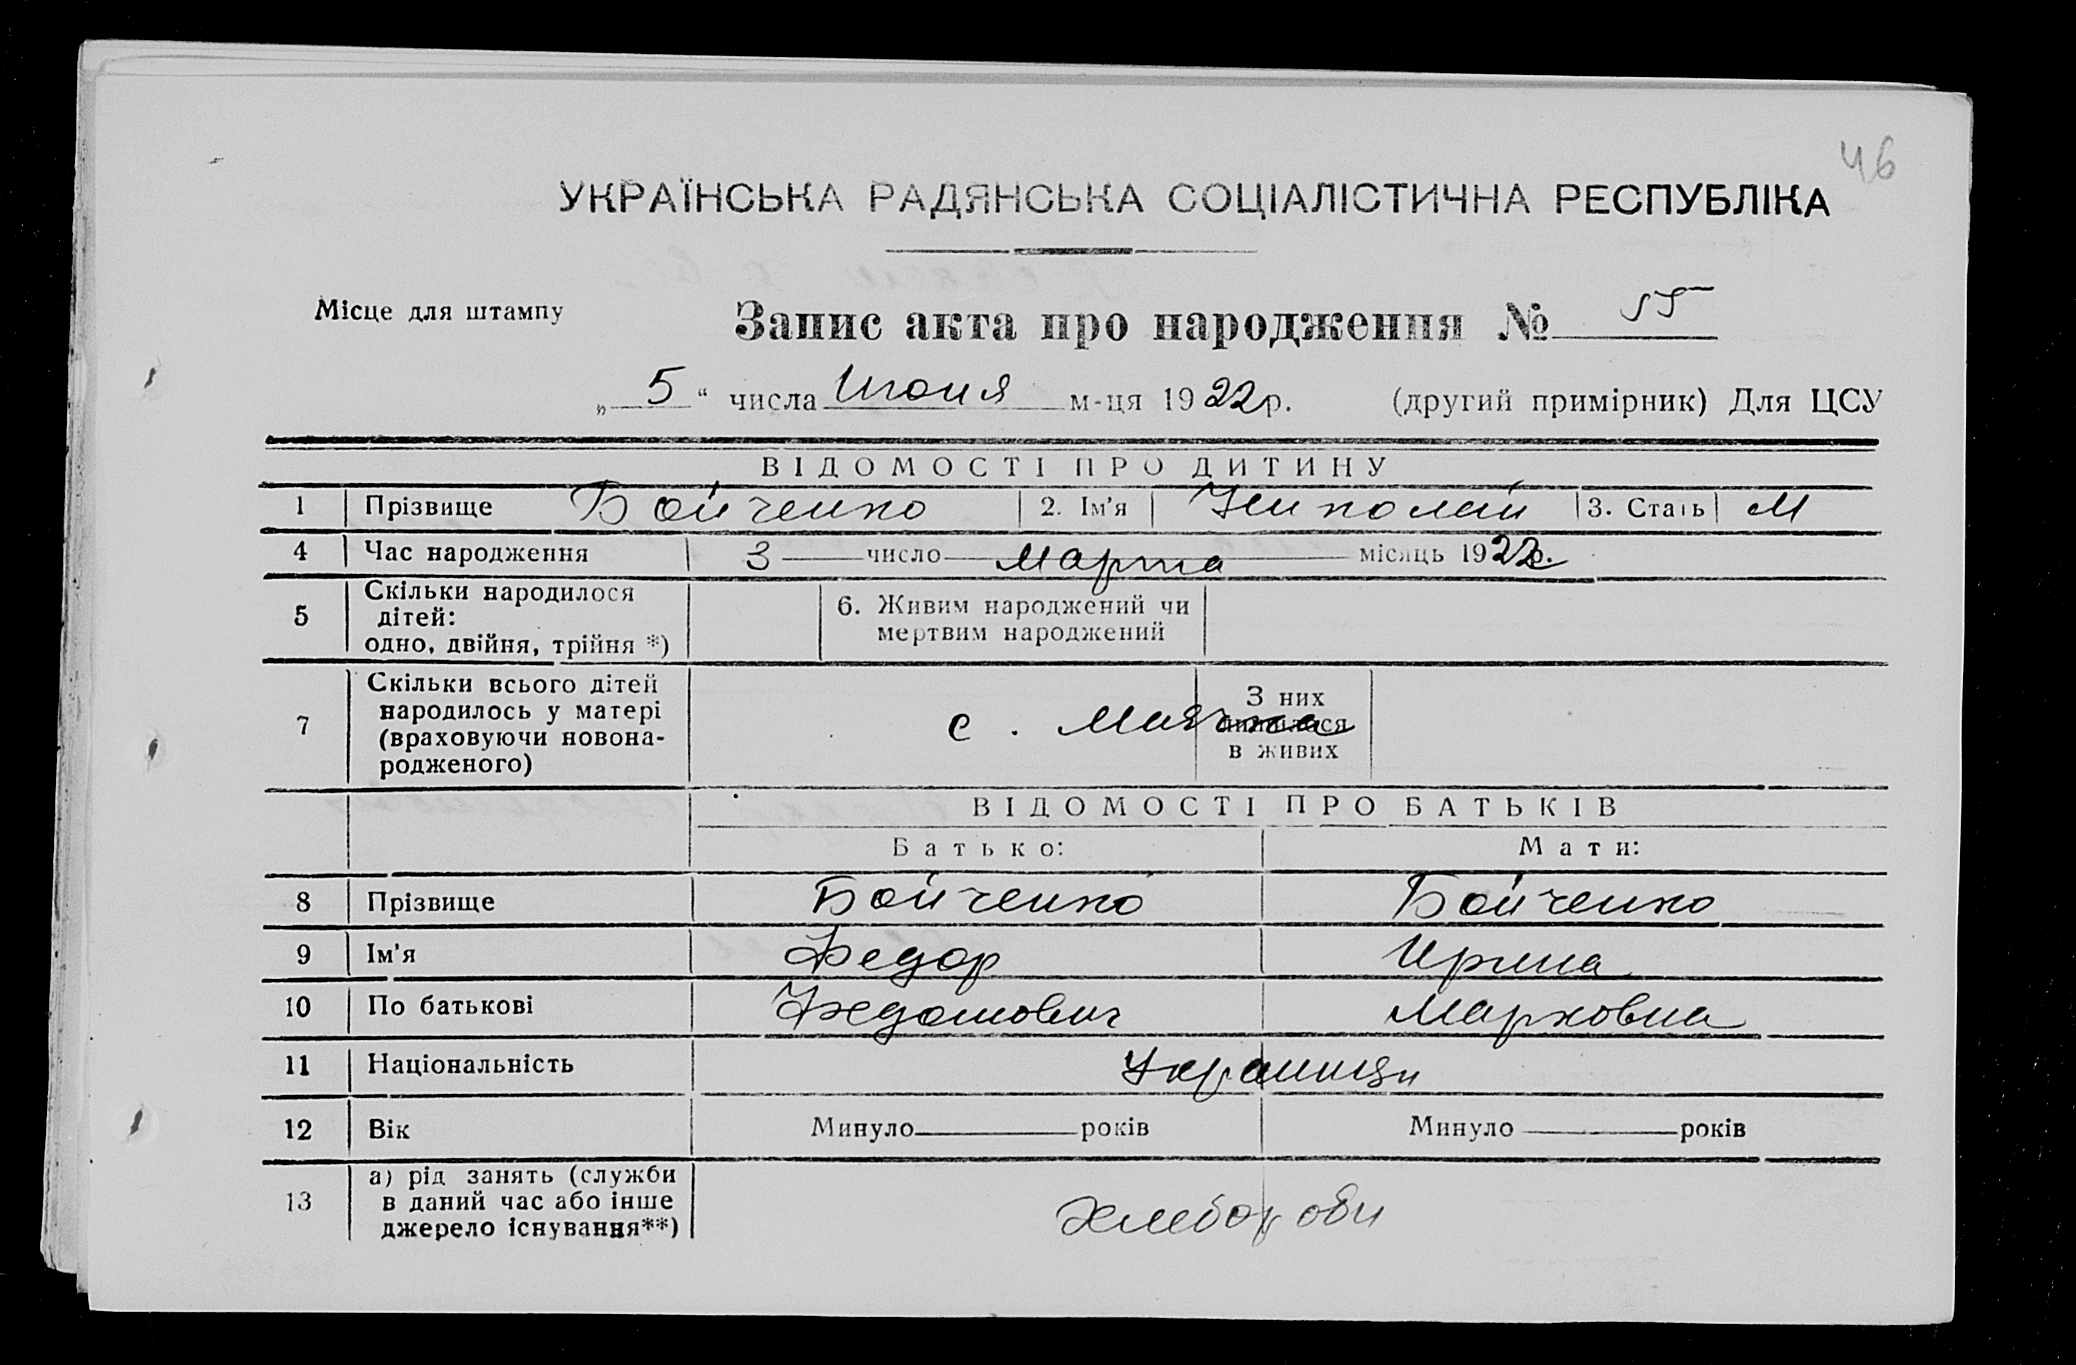 46
УКРАЇНСЬКА РАДЯНСЬКА СОЦІАЛІСТИЧНА РЕСПУБЛІКА
Місце для штампу
Запис акта про народження № 55
„ 5 “ числа Июня м-ця 1922р. (другий примірник) Для ЦСУ
ВІДОМОСТІ ПРО ДИТИНУ
1 Прізвище Бойченко 2. Ім'я Николай 3. Стать М
4 Час народження 3 число Марта місяць 1922р.
5 Скільки народилося
дітей:
одно, двійня, трійня *)
6. Живим народжений чи
мертвим народжений
7 Скільки всього дітей
народилось у матері
(враховуючи новона-
родженого)
с.
З них
лишилися
в живих
ВІДОМОСТІ ПРО БАТЬКІВ
Батько: Мати:
8 Прізвище Бойченко Бойченко
9 Ім'я Федор Ирина
10 По батькові Марковна
11 Національність Украинцы
12 Вік Минуло років Минуло років
13 а) рід занять (служби
в даний час або інше
джерело існування**)
Хлеборобы